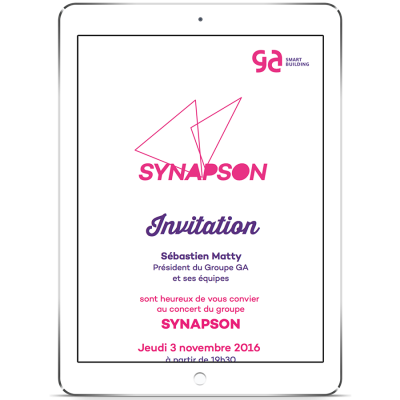 ga SMART
BUILDING
SYNAPSON
Invitation
Sébastien Matty
Président du Groupe GA
et ses équipes
sont heureux de vous convier
au concert du groupe
SYNAPSON
Jeudi 3 novembre 2016
à partir de 19h30